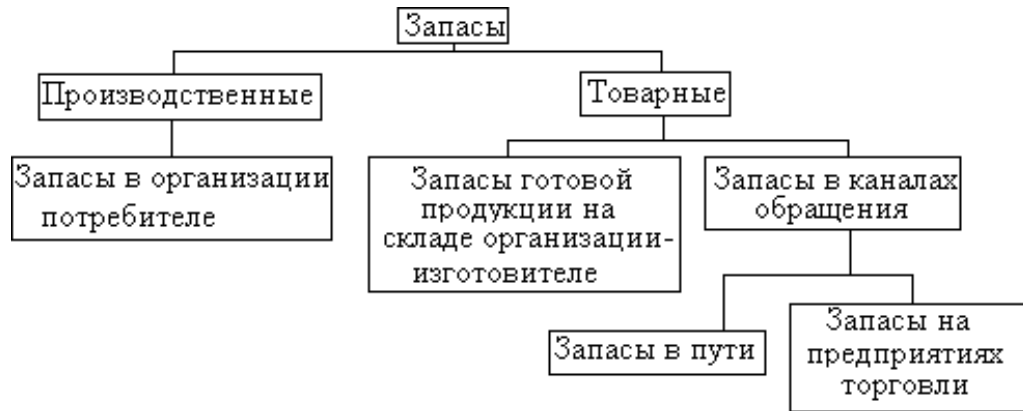 Запасы
Производственные
Товарные
Запасы в организации
потребителе
Запасы готовой
продукции на
складе организации-
изготовителе
Запасы в каналах
обращения
Запасы в пути
Запасы на
предприятиях
торговли